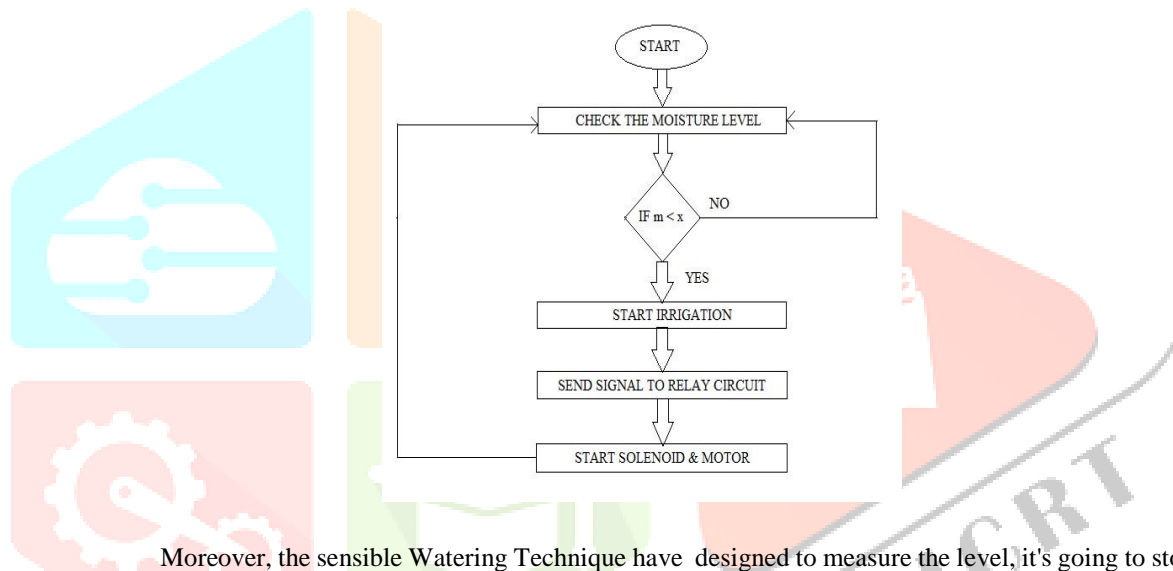 START
CHECK THE MOISTURE LEVEL
IF m < x
NO
YES
START IRRIGATION
SEND SIGNAL TO RELAY CIRCUIT
START SOLENOID & MOTOR
Moreover, the sensible Watering Technique have designed to measure the level, it's going to